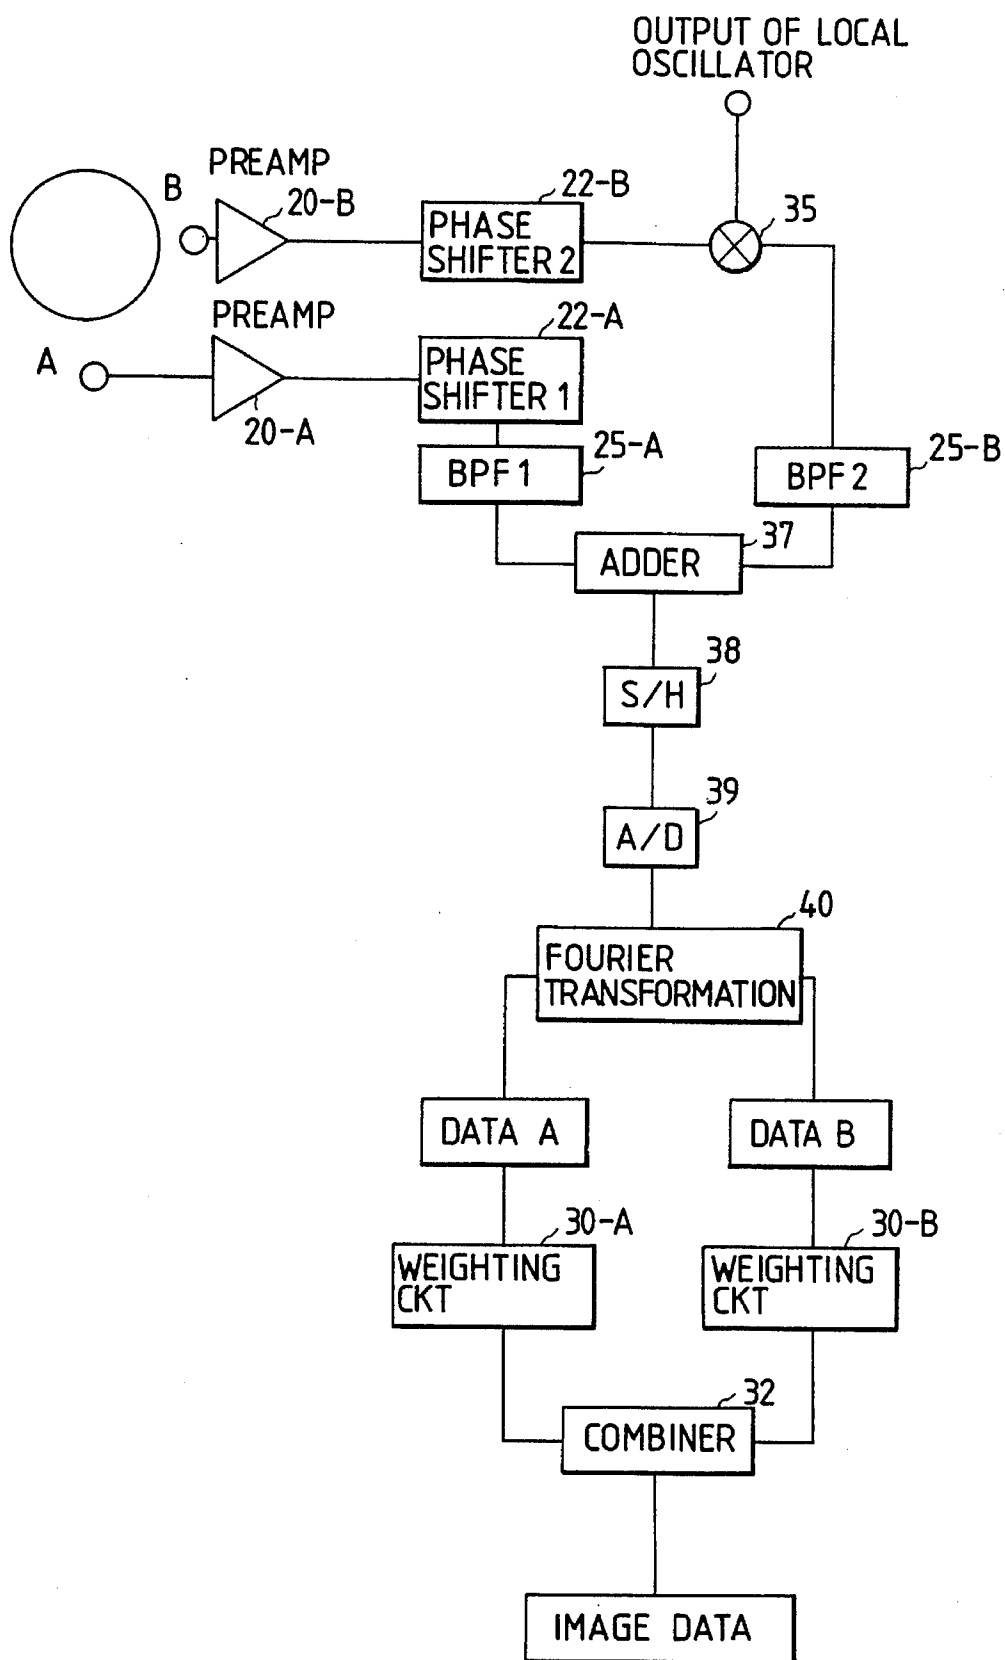 OUTPUT OF LOCAL
OSCILLATOR
PREAMP
B
20-B
22-B
PHASE
SHIFTER 2
35
PREAMP
22-A
A
PHASE
SHIFTER 1
20-A
25-A
BPF 1
25-B
BPF 2
37
ADDER
38
S/H
39
A/D
40
FOURIER
TRANSFORMATION
DATA A
DATA B
30-A
WEIGHTING
CKT
30-B
WEIGHTING
CKT
32
COMBINER
IMAGE DATA